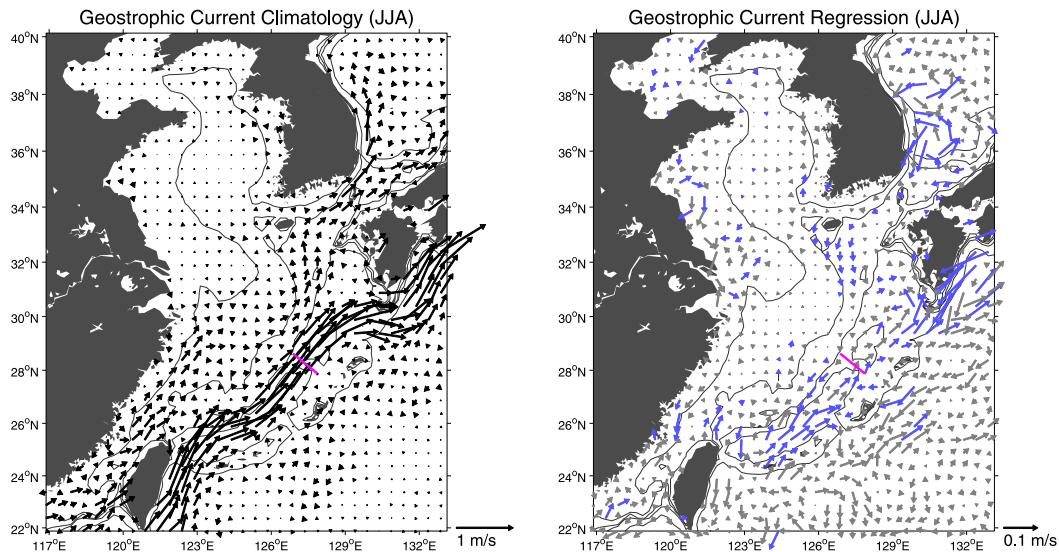 Geostrophic Current Climatology (JJA)
40°N
38°N
36°N
34°N
32°N
30°N
28°N
26°N
24°N
22°N
117°E 120°E 123°E 126°E 129°E 132°E
1 m/s
Geostrophic Current Regression (JJA)
40°N
38°N
36°N
34°N
32°N
30°N
28°N
26°N
24°N
22°N
117°E 120°E 123°E 126°E 129°E 132°E
0.1 m/s